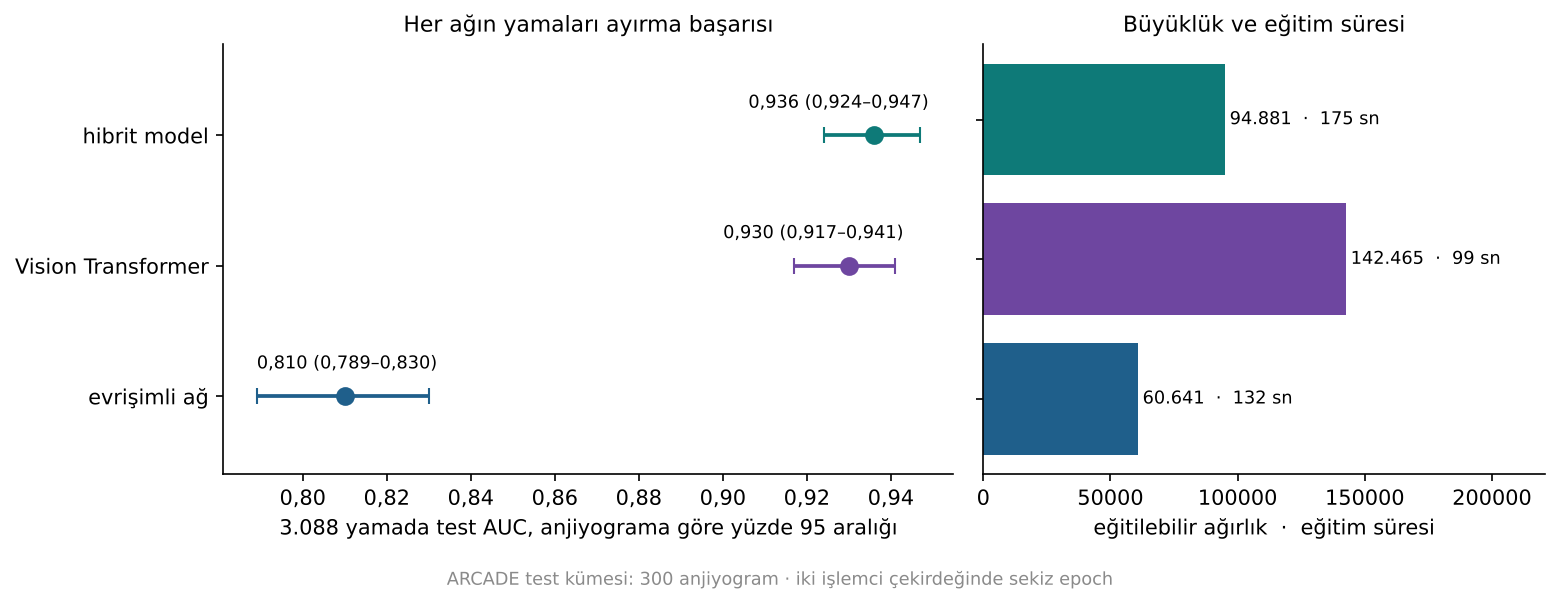 Her ağın yamaları ayırma başarısı
hibrit model
Vision Transformer
evrişimli ağ
0,936 (0,924–0,947)
0,930 (0,917–0,941)
0,810 (0,789–0,830)
0,80 0,82 0,84 0,86 0,88 0,90 0,92 0,94
3.088 yamada test AUC, anjiyograma göre yüzde 95 aralığı
Büyüklük ve eğitim süresi
94.881 · 175 sn
142.465 · 99 sn
60.641 · 132 sn
0 50000 100000 150000 200000
eğitilebilir ağırlık · eğitim süresi
ARCADE test kümesi: 300 anjiyogram · iki işlemci çekirdeğinde sekiz epoch